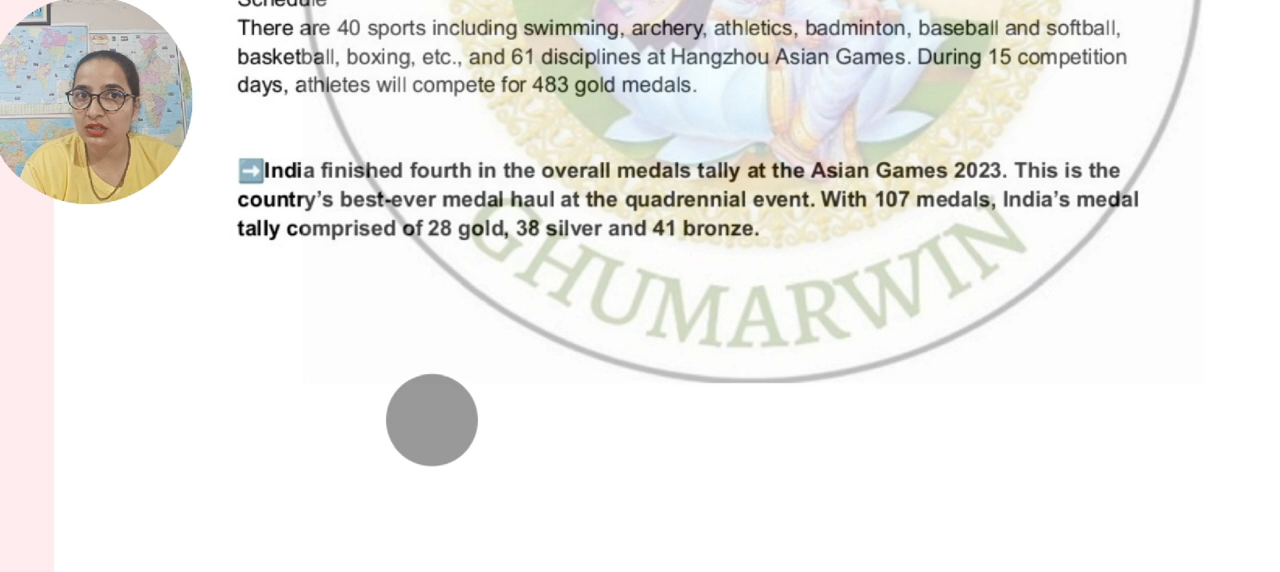 Schedule
There are 40 sports including swimming, archery, athletics, badminton, baseball and softball,
basketball, boxing, etc., and 61 disciplines at Hangzhou Asian Games. During 15 competition
days, athletes will compete for 483 gold medals.
➡️India finished fourth in the overall medals tally at the Asian Games 2023. This is the
country's best-ever medal haul at the quadrennial event. With 107 medals, India's medal
tally comprised of 28 gold, 38 silver and 41 bronze.
GHUMARWIN